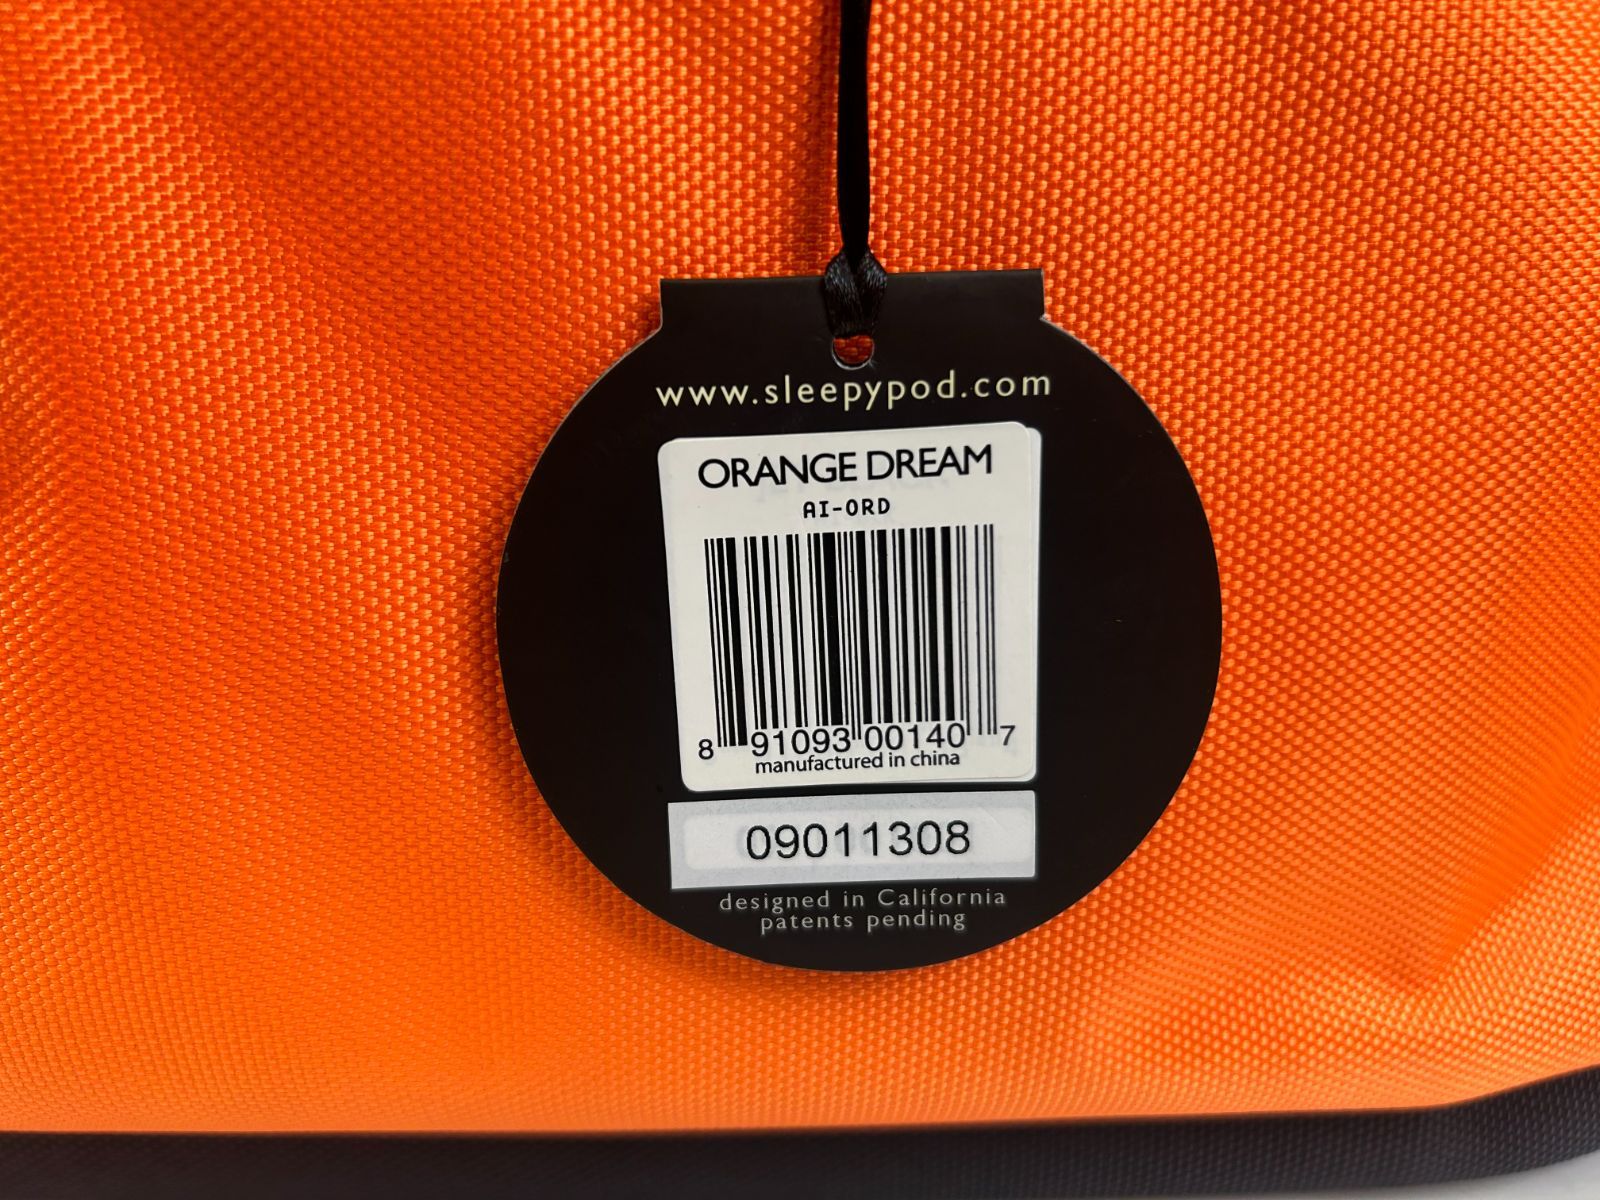 www.sleepypod.com
ORANGE DREAM
AI-ORD
8 91093 00140 7
manufactured in china
09011308
designed in California
patents pending